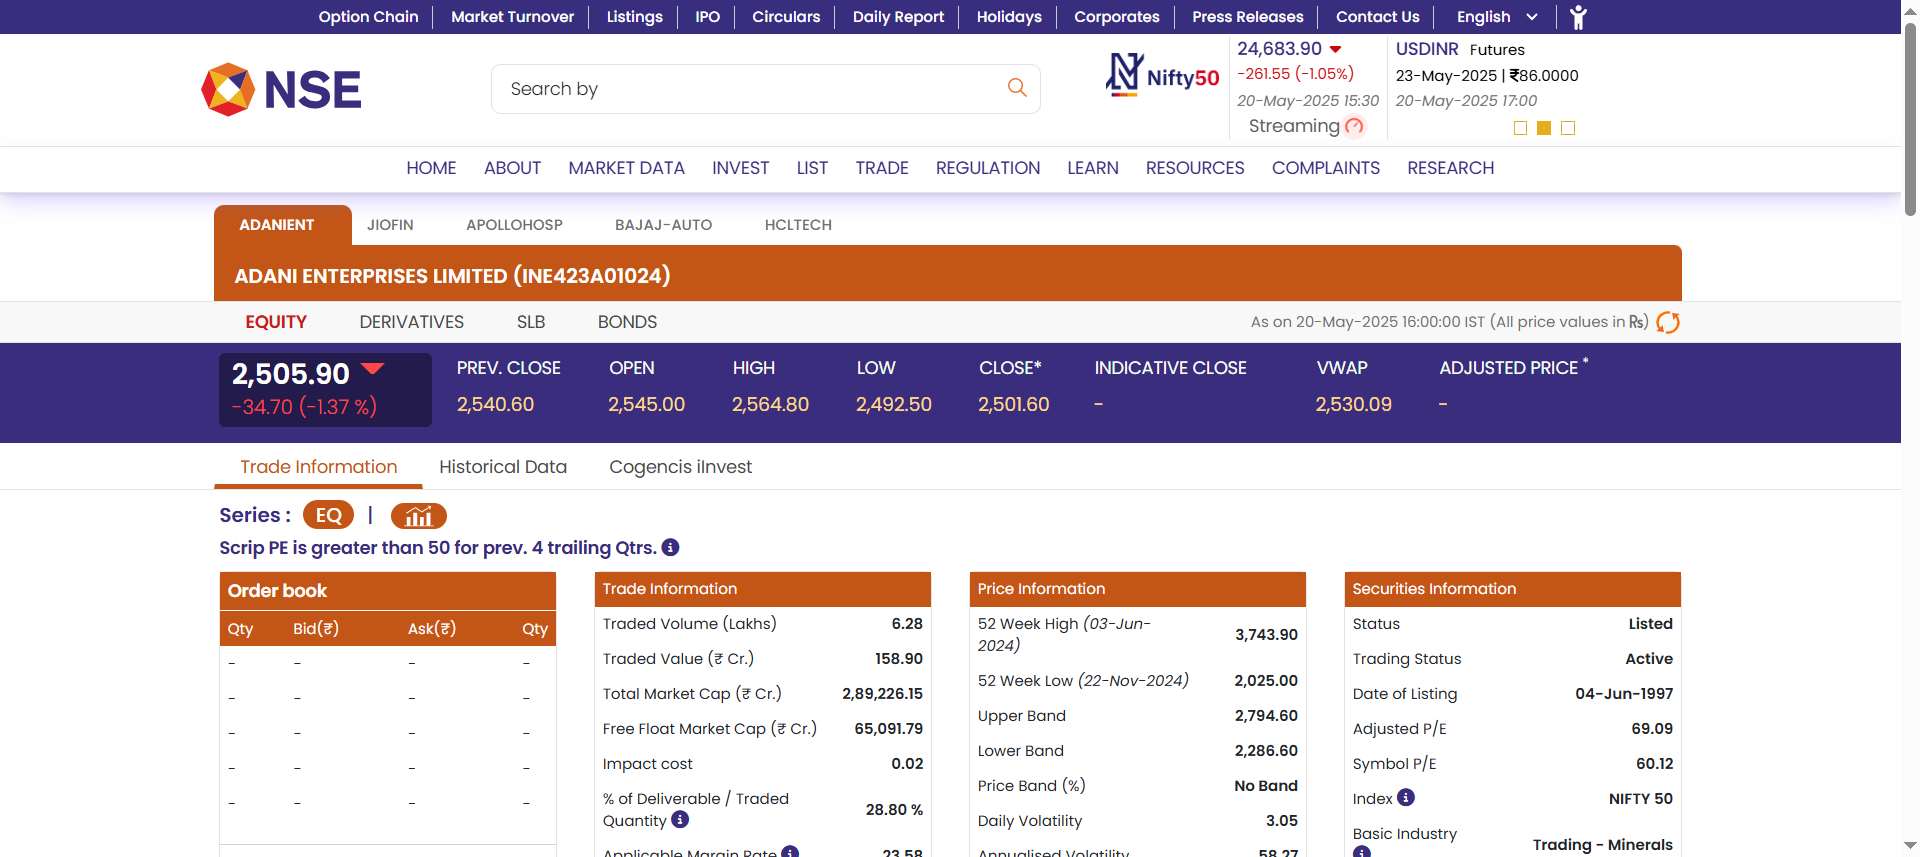 Option Chain Market Turnover Listings IPO Circulars Daily Report Holidays Corporates Press Releases Contact Us English
NSE
Search by
Nifty50
24,683.90
-261.55 (-1.05%)
20-May-2025 15:30
Streaming
USDINR Futures
23-May-2025 | ₹86.0000
20-May-2025 17:00
HOME ABOUT MARKET DATA INVEST LIST TRADE REGULATION LEARN RESOURCES COMPLAINTS RESEARCH
ADANIENT JIOFIN APOLLOHOSP BAJAJ-AUTO HCLTECH
ADANI ENTERPRISES LIMITED (INE423A01024)
EQUITY DERIVATIVES SLB BONDS As on 20-May-2025 16:00:00 IST (All price values in ₨)
2,505.90
-34.70 (-1.37 %)
PREV. CLOSE OPEN HIGH LOW CLOSE* INDICATIVE CLOSE VWAP ADJUSTED PRICE *
2,540.60 2,545.00 2,564.80 2,492.50 2,501.60 - 2,530.09 -
Trade Information Historical Data Cogencis iInvest
Series : EQ |
Scrip PE is greater than 50 for prev. 4 trailing Qtrs. i
Order book
Qty Bid(₹) Ask(₹) Qty
- - - -
- - - -
- - - -
- - - -
- - - -
Trade Information
Traded Volume (Lakhs) 6.28
Traded Value (₹ Cr.) 158.90
Total Market Cap (₹ Cr.) 2,89,226.15
Free Float Market Cap (₹ Cr.) 65,091.79
Impact cost 0.02
% of Deliverable / Traded
Quantity i 28.80 %
Applicable Margin Rate i 23.58
Price Information
52 Week High (03-Jun-
2024) 3,743.90
52 Week Low (22-Nov-2024) 2,025.00
Upper Band 2,794.60
Lower Band 2,286.60
Price Band (%) No Band
Daily Volatility 3.05
Annualised Volatility 58.27
Securities Information
Status Listed
Trading Status Active
Date of Listing 04-Jun-1997
Adjusted P/E 69.09
Symbol P/E 60.12
Index i NIFTY 50
Basic Industry
i Trading - Minerals